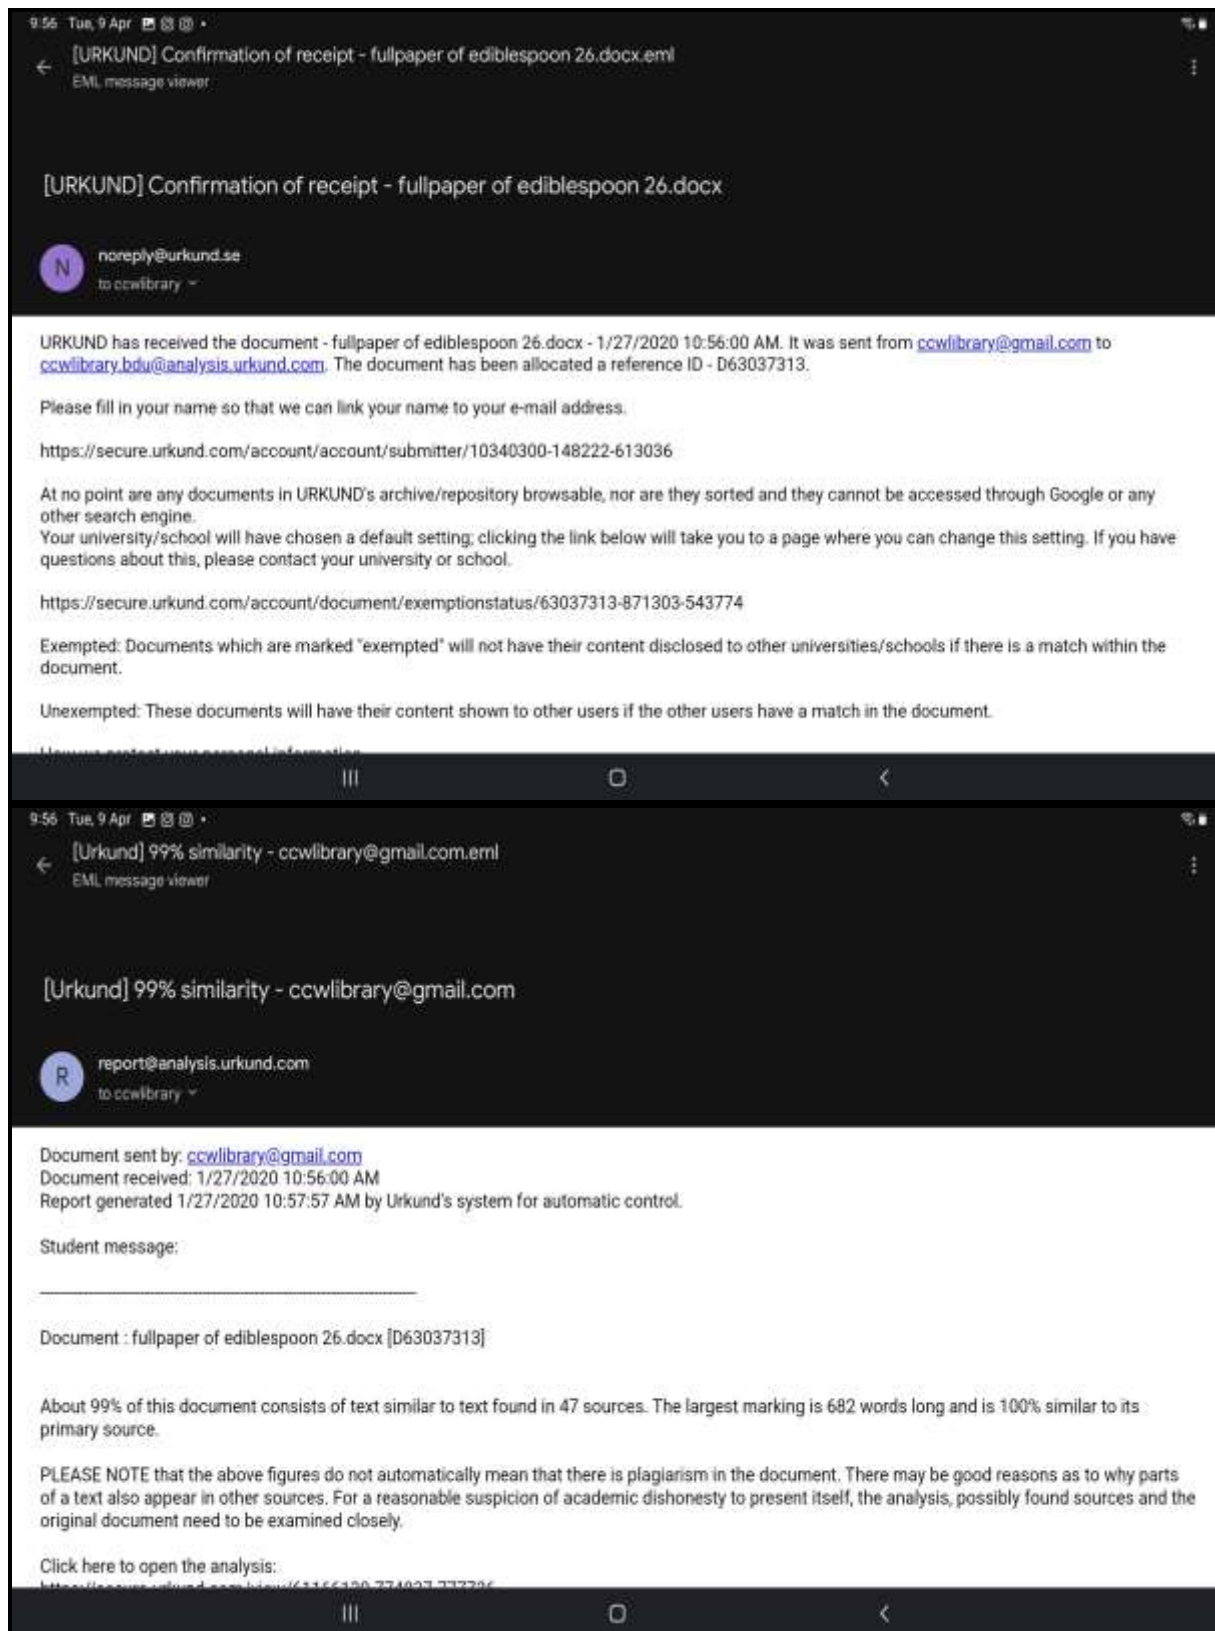 9:56 Tue, 9 Apr
[URKUND] Confirmation of receipt - fullpaper of ediblespoon 26.docx.eml
EML message viewer
[URKUND] Confirmation of receipt - fullpaper of ediblespoon 26.docx
N
noreply@urkund.se
to ccwlibrary
URKUND has received the document - fullpaper of ediblespoon 26.docx - 1/27/2020 10:56:00 AM. It was sent from ccwlibrary@gmail.com to
ccwlibrary.bdu@analysis.urkund.com. The document has been allocated a reference ID - D63037313.
Please fill in your name so that we can link your name to your e-mail address.
https://secure.urkund.com/account/account/submitter/10340300-148222-613036
At no point are any documents in URKUND's archive/repository browsable, nor are they sorted and they cannot be accessed through Google or any
other search engine.
Your university/school will have chosen a default setting; clicking the link below will take you to a page where you can change this setting. If you have
questions about this, please contact your university or school.
https://secure.urkund.com/account/document/exemptionstatus/63037313-871303-543774
Exempted: Documents which are marked "exempted" will not have their content disclosed to other universities/schools if there is a match within the
document.
Unexempted: These documents will have their content shown to other users if the other users have a match in the document.
How we protect your personal information
9:56 Tue, 9 Apr
[Urkund] 99% similarity - ccwlibrary@gmail.com.eml
EML message viewer
[Urkund] 99% similarity - ccwlibrary@gmail.com
R
report@analysis.urkund.com
to ccwlibrary
Document sent by: ccwlibrary@gmail.com
Document received: 1/27/2020 10:56:00 AM
Report generated 1/27/2020 10:57:57 AM by Urkund's system for automatic control.
Student message:
Document : fullpaper of ediblespoon 26.docx [D63037313]
About 99% of this document consists of text similar to text found in 47 sources. The largest marking is 682 words long and is 100% similar to its
primary source.
PLEASE NOTE that the above figures do not automatically mean that there is plagiarism in the document. There may be good reasons as to why parts
of a text also appear in other sources. For a reasonable suspicion of academic dishonesty to present itself, the analysis, possibly found sources and the
original document need to be examined closely.
Click here to open the analysis: